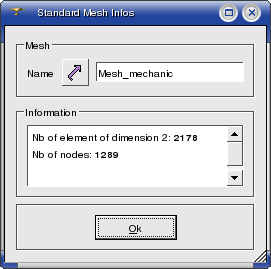 Standard Mesh Infos
Mesh
Name
Mesh_mechanic
Information
Nb of element of dimension 2: 2178
Nb of nodes: 1289
Ok